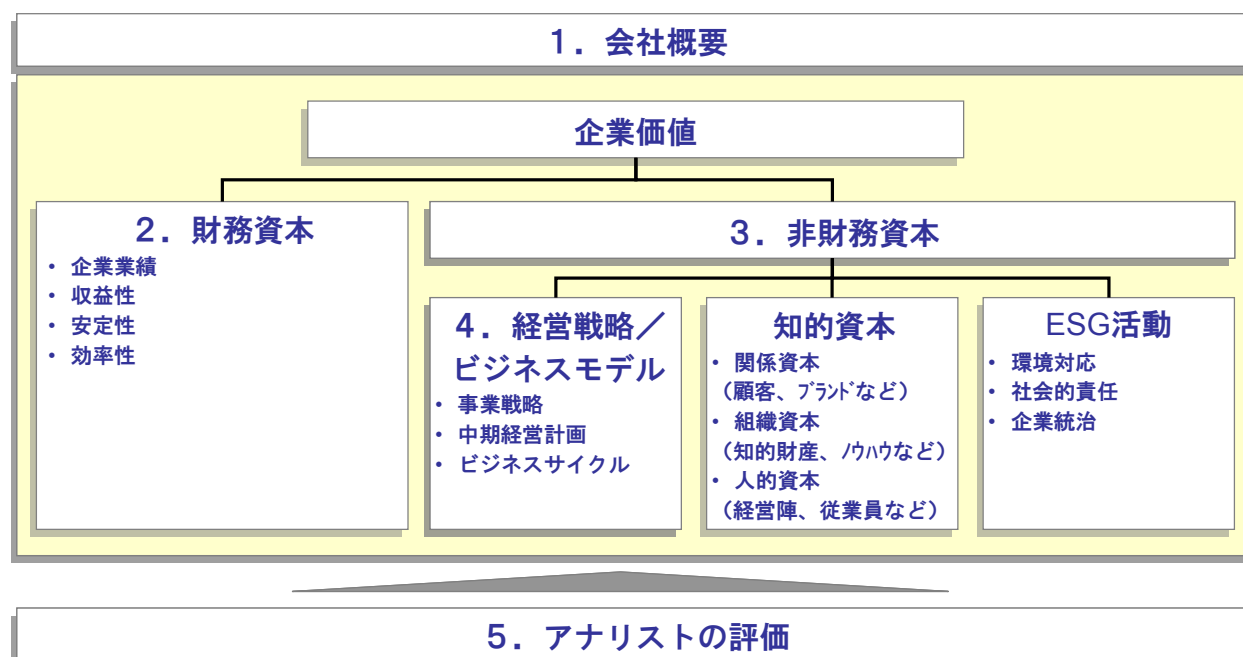 １．会社概要
企業価値
２．財務資本
• 企業業績
• 収益性
• 安定性
• 効率性
３．非財務資本
４．経営戦略／
ビジネスモデル
• 事業戦略
• 中期経営計画
• ビジネスサイクル
知的資本
• 関係資本
（顧客、ﾌﾞﾗﾝﾄﾞなど）
• 組織資本
（知的財産、ﾉｳﾊｳなど）
• 人的資本
（経営陣、従業員など）
ESG活動
• 環境対応
• 社会的責任
• 企業統治
５．アナリストの評価